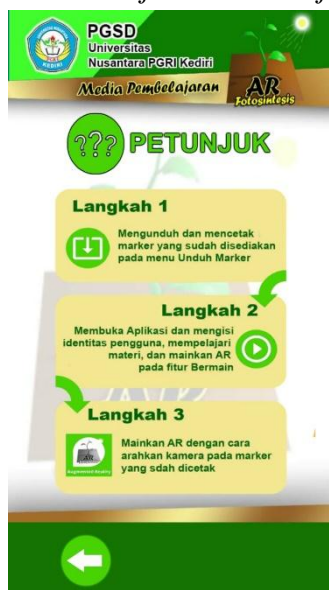 PGSD
Universitas
Nusantara PGRI Kediri
Media Pembelajaran
AR
Fotosintesis
??? PETUNJUK
Langkah 1
Mengunduh dan mencetak
marker yang sudah disediakan
pada menu Unduh Marker
Langkah 2
Membuka Aplikasi dan mengisi
identitas pengguna, mempelajari
materi, dan mainkan AR
pada fitur Bermain
Langkah 3
Mainkan AR dengan cara
arahkan kamera pada marker
yang sdah dicetak
Augmented Reality